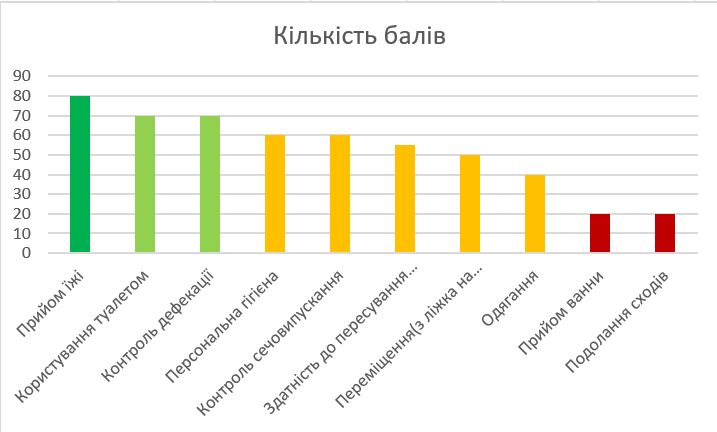 Кількість балів
90
80
70
60
50
40
30
20
10
0
Прийом їжі
Користування туалетом
Контроль дефекації
Персональна гігієна
Контроль сечовипускання
Здатність до пересування…
Переміщення(з ліжка на…
Одягання
Прийом ванни
Подолання сходів